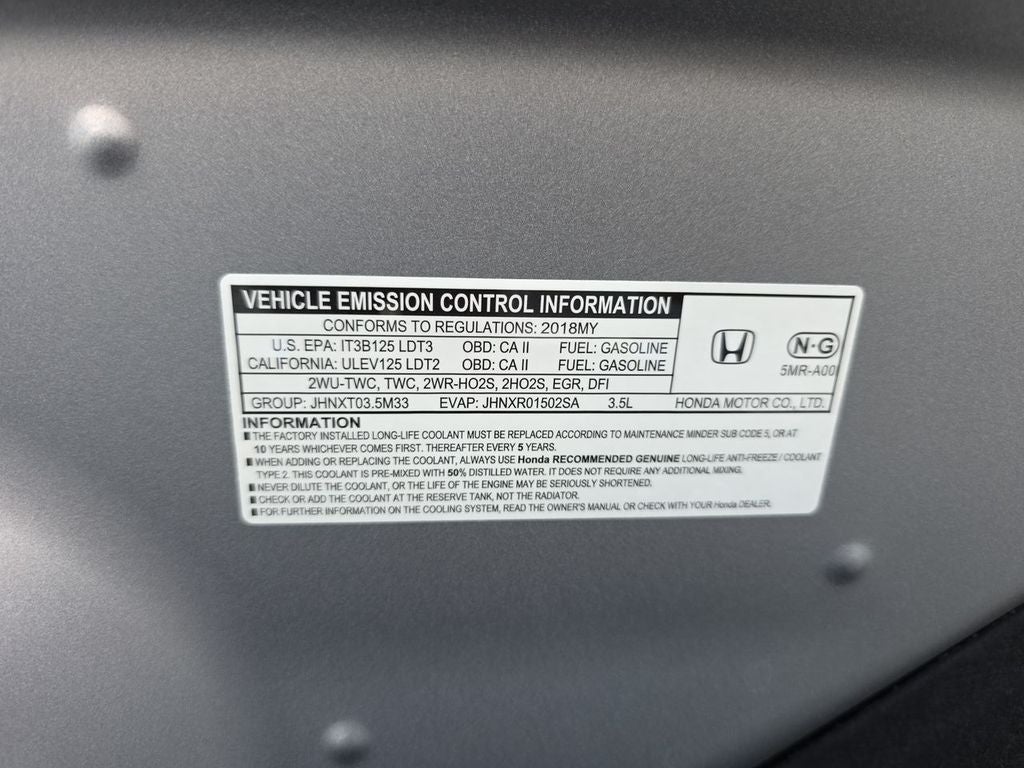 VEHICLE EMISSION CONTROL INFORMATION
CONFORMS TO REGULATIONS: 2018MY
U.S. EPA: IT3B125 LDT3 OBD: CA II FUEL: GASOLINE
CALIFORNIA: ULEV125 LDT2 OBD: CA II FUEL: GASOLINE
2WU-TWC, TWC, 2WR-HO2S, 2HO2S, EGR, DFI
GROUP: JHNXT03.5M33 EVAP: JHNXR01502SA 3.5L
N·G
5MR-A00
HONDA MOTOR CO., LTD.
INFORMATION
THE FACTORY INSTALLED LONG-LIFE COOLANT MUST BE REPLACED ACCORDING TO MAINTENANCE MINDER SUB CODE 5, OR AT
10 YEARS WHICHEVER COMES FIRST. THEREAFTER EVERY 5 YEARS.
WHEN ADDING OR REPLACING THE COOLANT, ALWAYS USE Honda RECOMMENDED GENUINE LONG-LIFE ANTI-FREEZE / COOLANT
TYPE 2. THIS COOLANT IS PRE-MIXED WITH 50% DISTILLED WATER. IT DOES NOT REQUIRE ANY ADDITIONAL MIXING.
NEVER DILUTE THE COOLANT, OR THE LIFE OF THE ENGINE MAY BE SERIOUSLY SHORTENED.
CHECK OR ADD THE COOLANT AT THE RESERVE TANK, NOT THE RADIATOR.
FOR FURTHER INFORMATION ON THE COOLING SYSTEM, READ THE OWNER'S MANUAL OR CHECK WITH YOUR Honda DEALER.